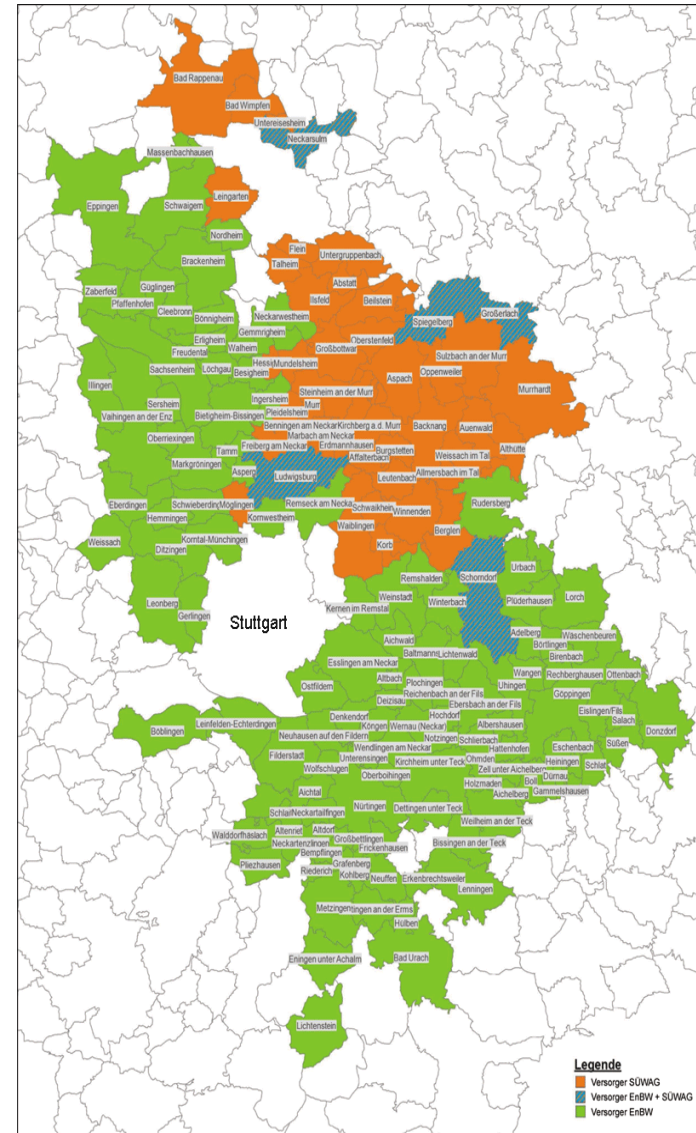 Bad Rappenau
Bad Wimpfen
Untereisesheim
Neckarsulm
Massenbachhausen
Leingarten
Eppingen
Schwaigern
Nordheim
Flein
Untergruppenbach
Talheim
Brackenheim
Abstatt
Güglingen
Zaberfeld
Ilsfeld
Beilstein
Pfaffenhofen
Cleebronn
Neckarwestheim
Großerlach
Bönnigheim
Spiegelberg
Gemmrigheim
Erligheim
Oberstenfeld
Walheim
Großbottwar
Freudental
Sulzbach an der Murr
Hessi
Mundelsheim
Löchgau
Besigheim
Sachsenheim
Oppenweiler
Aspach
Illingen
Murrhardt
Steinheim an der Murr
Ingersheim
Sersheim
Murr
Pleidelsheim
Vaihingen an der Enz
Bietigheim-Bissingen
Benningen am Neckar
Kirchberg a.d. Murr
Backnang
Auenwald
Marbach am Neckar
Oberriexingen
Freiberg am Neckar
Erdmannhausen
Althütte
Tamm
Burgstetten
Affalterbach
Weissach im Tal
Markgröningen
Asperg
Ludwigsburg
Leutenbach
Allmersbach im Tal
Rudersberg
Eberdingen
Schwieberding
Möglingen
Remseck am Necka
Schwaikhein
Winnenden
Hemmingen
Kornwestheim
Waiblingen
Berglen
Weissach
Korntal-Münchingen
Ditzingen
Korb
Urbach
Remshalden
Schorndorf
Leonberg
Weinstadt
Winterbach
Plüderhausen
Lorch
Kernen im Remstal
Gerlingen
Stuttgart
Adelberg
Wäschenbeuren
Aichwald
Börtlingen
Baltmanns
Lichtenwald
Birenbach
Esslingen am Neckar
Wangen
Rechberghausen
Ottenbach
Altbach
Plochingen
Uhingen
Ostfildern
Reichenbach an der Fils
Göppingen
Deizisau
Ebersbach an der Fils
Eislingen/Fils
Denkendorf
Hochdorf
Albershausen
Salach
Leinfelden-Echterdingen
Köngen
Wernau (Neckar)
Donzdorf
Böblingen
Neuhausen auf den Fildern
Notzingen
Schlierbach
Süßen
Wendlingen am Neckar
Hattenhofen
Eschenbach
Filderstadt
Unterensingen
Kirchheim unter Teck
Ohmden
Heiningen
Schlat
Wolfschlugen
Oberboihingen
Zell unter Aichelberg
Dürnau
Holzmaden
Boll
Gammelshausen
Aichtal
Aichelberg
Nürtingen
Dettingen unter Teck
Schlait
Neckartailfingen
Weilheim an der Teck
Walddorfhäslach
Altenriet
Altdorf
Großbettlingen
Neckartenzlingen
Frickenhausen
Bissingen an der Teck
Bempflingen
Pliezhausen
Grafenberg
Riederich
Kohlberg
Neuffen
Erkenbrechtsweiler
Lenningen
Metzingen
ingen an der Erms
Hülben
Eningen unter Achalm
Bad Urach
Lichtenstein
Legende
Versorger SÜWAG
Versorger EnBW + SÜWAG
Versorger EnBW